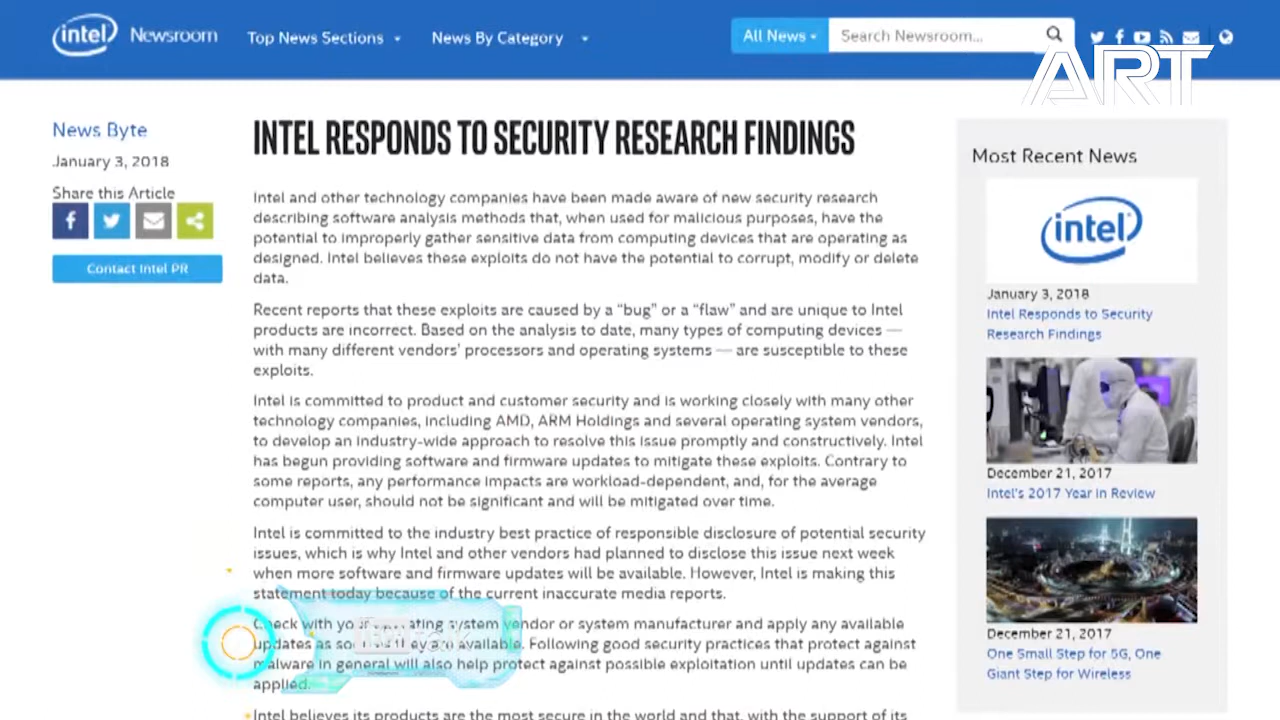 intel Newsroom Top News Sections News By Category All News Search Newsroom...
ART
News Byte
January 3, 2018
Share this Article
Contact Intel PR
INTEL RESPONDS TO SECURITY RESEARCH FINDINGS
Intel and other technology companies have been made aware of new security research
describing software analysis methods that, when used for malicious purposes, have the
potential to improperly gather sensitive data from computing devices that are operating as
designed. Intel believes these exploits do not have the potential to corrupt, modify or delete
data.
Recent reports that these exploits are caused by a “bug” or a “flaw” and are unique to Intel
products are incorrect. Based on the analysis to date, many types of computing devices —
with many different vendors’ processors and operating systems — are susceptible to these
exploits.
Intel is committed to product and customer security and is working closely with many other
technology companies, including AMD, ARM Holdings and several operating system vendors,
to develop an industry-wide approach to resolve this issue promptly and constructively. Intel
has begun providing software and firmware updates to mitigate these exploits. Contrary to
some reports, any performance impacts are workload-dependent, and, for the average
computer user, should not be significant and will be mitigated over time.
Intel is committed to the industry best practice of responsible disclosure of potential security
issues, which is why Intel and other vendors had planned to disclose this issue next week
when more software and firmware updates will be available. However, Intel is making this
statement today because of the current inaccurate media reports.
Check with your operating system vendor or system manufacturer and apply any available
updates as soon as they are available. Following good security practices that protect against
malware in general will also help protect against possible exploitation until updates can be
applied.
Intel believes its products are the most secure in the world and that, with the support of its
Most Recent News
intel
January 3, 2018
Intel Responds to Security
Research Findings
December 21, 2017
Intel's 2017 Year in Review
December 21, 2017
One Small Step for 5G, One
Giant Step for Wireless